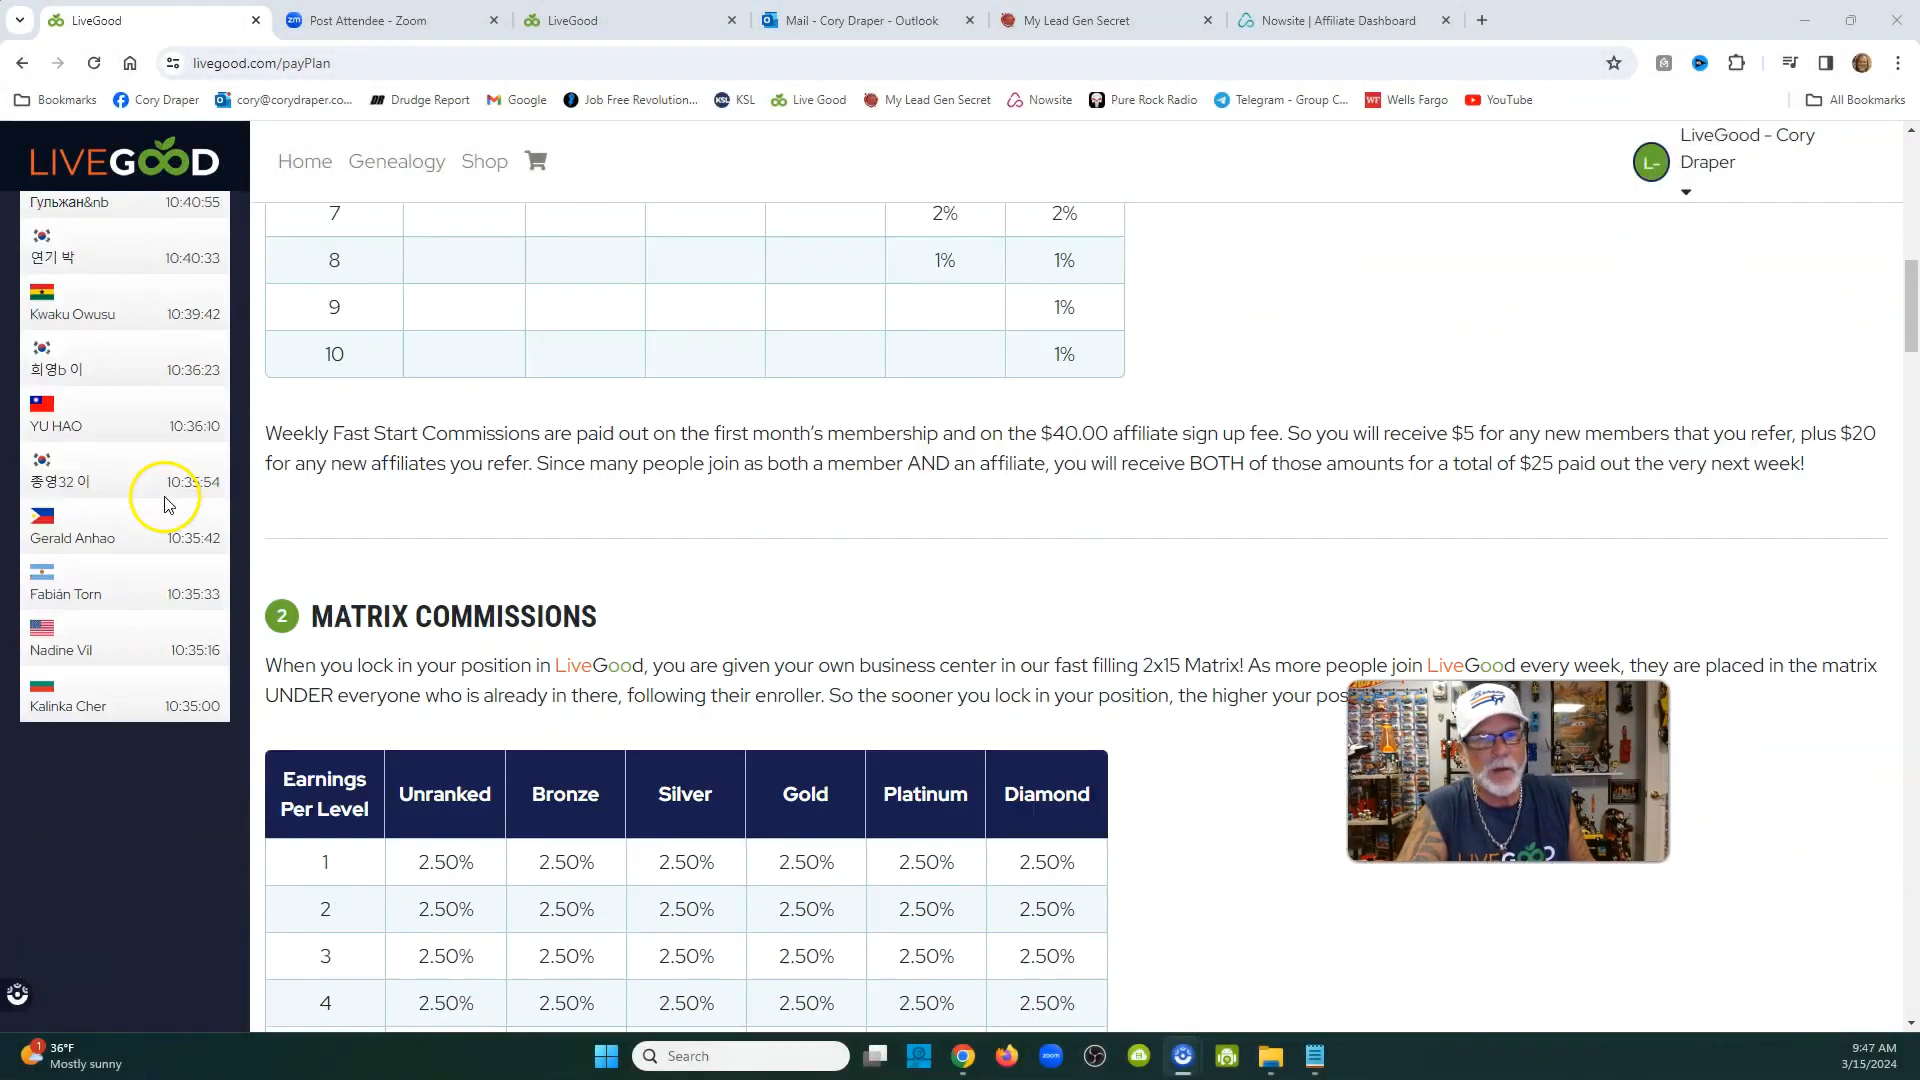 LiveGood
Post Attendee - Zoom
LiveGood
Mail - Cory Draper - Outlook
My Lead Gen Secret
Nowsite | Affiliate Dashboard
livegood.com/payPlan
Bookmarks
Cory Draper
cory@corydraper.co...
Drudge Report
Google
Job Free Revolution...
KSL
Live Good
My Lead Gen Secret
Nowsite
Pure Rock Radio
Telegram - Group C...
Wells Fargo
YouTube
All Bookmarks
LIVEGOOD
Home Genealogy Shop
L-
LiveGood - Cory
Draper
Гульжан&nb 10:40:55
연기 박 10:40:33
Kwaku Owusu 10:39:42
희영b 이 10:36:23
YU HAO 10:36:10
종영32 이 10:35:54
Gerald Anhao 10:35:42
Fabián Torn 10:35:33
Nadine Vil 10:35:16
Kalinka Cher 10:35:00
7 2% 2%
8 1% 1%
9 1%
10 1%
Weekly Fast Start Commissions are paid out on the first month's membership and on the $40.00 affiliate sign up fee. So you will receive $5 for any new members that you refer, plus $20
for any new affiliates you refer. Since many people join as both a member AND an affiliate, you will receive BOTH of those amounts for a total of $25 paid out the very next week!
2 MATRIX COMMISSIONS
When you lock in your position in LiveGood, you are given your own business center in our fast filling 2x15 Matrix! As more people join LiveGood every week, they are placed in the matrix
UNDER everyone who is already in there, following their enroller. So the sooner you lock in your position, the higher your pos
Earnings
Per Level Unranked Bronze Silver Gold Platinum Diamond
1 2.50% 2.50% 2.50% 2.50% 2.50% 2.50%
2 2.50% 2.50% 2.50% 2.50% 2.50% 2.50%
3 2.50% 2.50% 2.50% 2.50% 2.50% 2.50%
4 2.50% 2.50% 2.50% 2.50% 2.50% 2.50%
1
36°F
Mostly sunny
Search
9:47 AM
3/15/2024